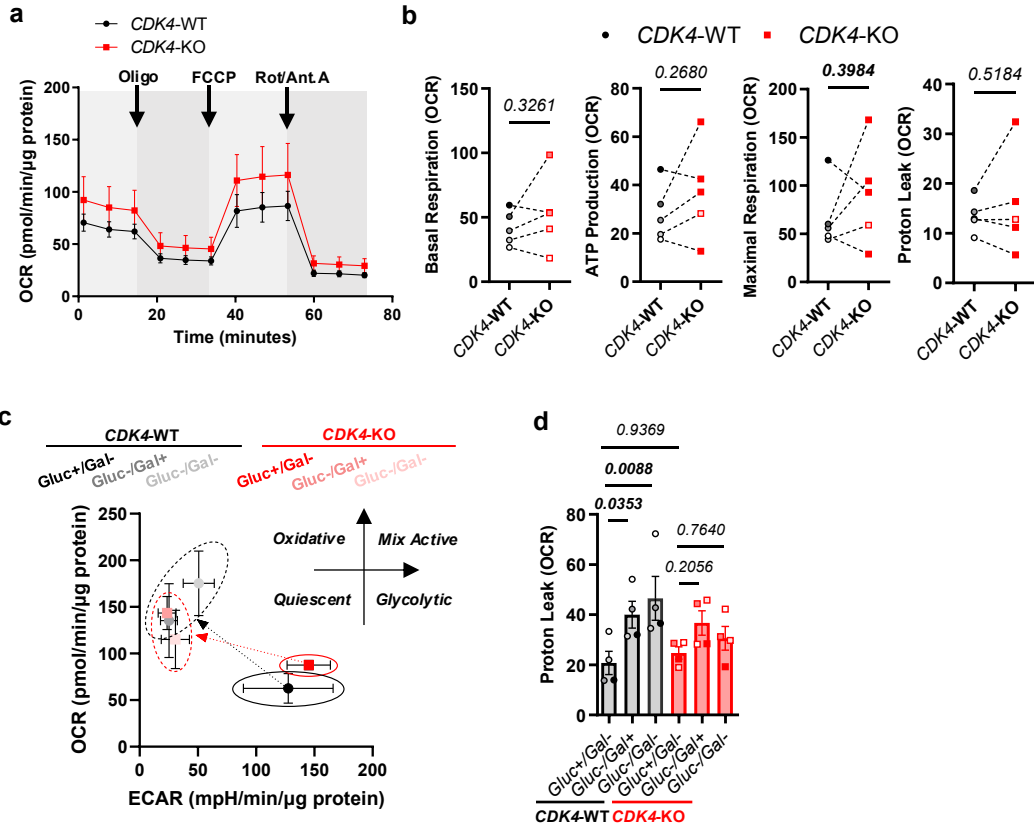 a
CDK4-WT
CDK4-KO
Oligo FCCP Rot/Ant.A
OCR (pmol/min/µg protein)
200
150
100
50
0
0 20 40 60 80
Time (minutes)
b
CDK4-WT CDK4-KO
Basal Respiration (OCR)
150
100
50
0
0.3261
CDK4-WT
CDK4-KO
ATP Production (OCR)
80
60
40
20
0
0.2680
CDK4-WT
CDK4-KO
Maximal Respiration (OCR)
200
150
100
50
0
0.3984
CDK4-WT
CDK4-KO
Proton Leak (OCR)
40
30
20
10
0
0.5184
CDK4-WT
CDK4-KO
c
CDK4-WT CDK4-KO
Gluc+/Gal-
Gluc-/Gal+
Gluc-/Gal-
Gluc+/Gal-
Gluc-/Gal+
Gluc-/Gal-
OCR (pmol/min/µg protein)
250
200
150
100
50
0
Oxidative Mix Active
Quiescent Glycolytic
0 50 100 150 200
ECAR (mpH/min/µg protein)
d
0.9369
0.0088
0.0353
0.7640
0.2056
Proton Leak (OCR)
80
60
40
20
0
Gluc+/Gal-
Gluc-/Gal+
Gluc-/Gal-
Gluc+/Gal-
Gluc-/Gal+
Gluc-/Gal-
CDK4-WT CDK4-KO